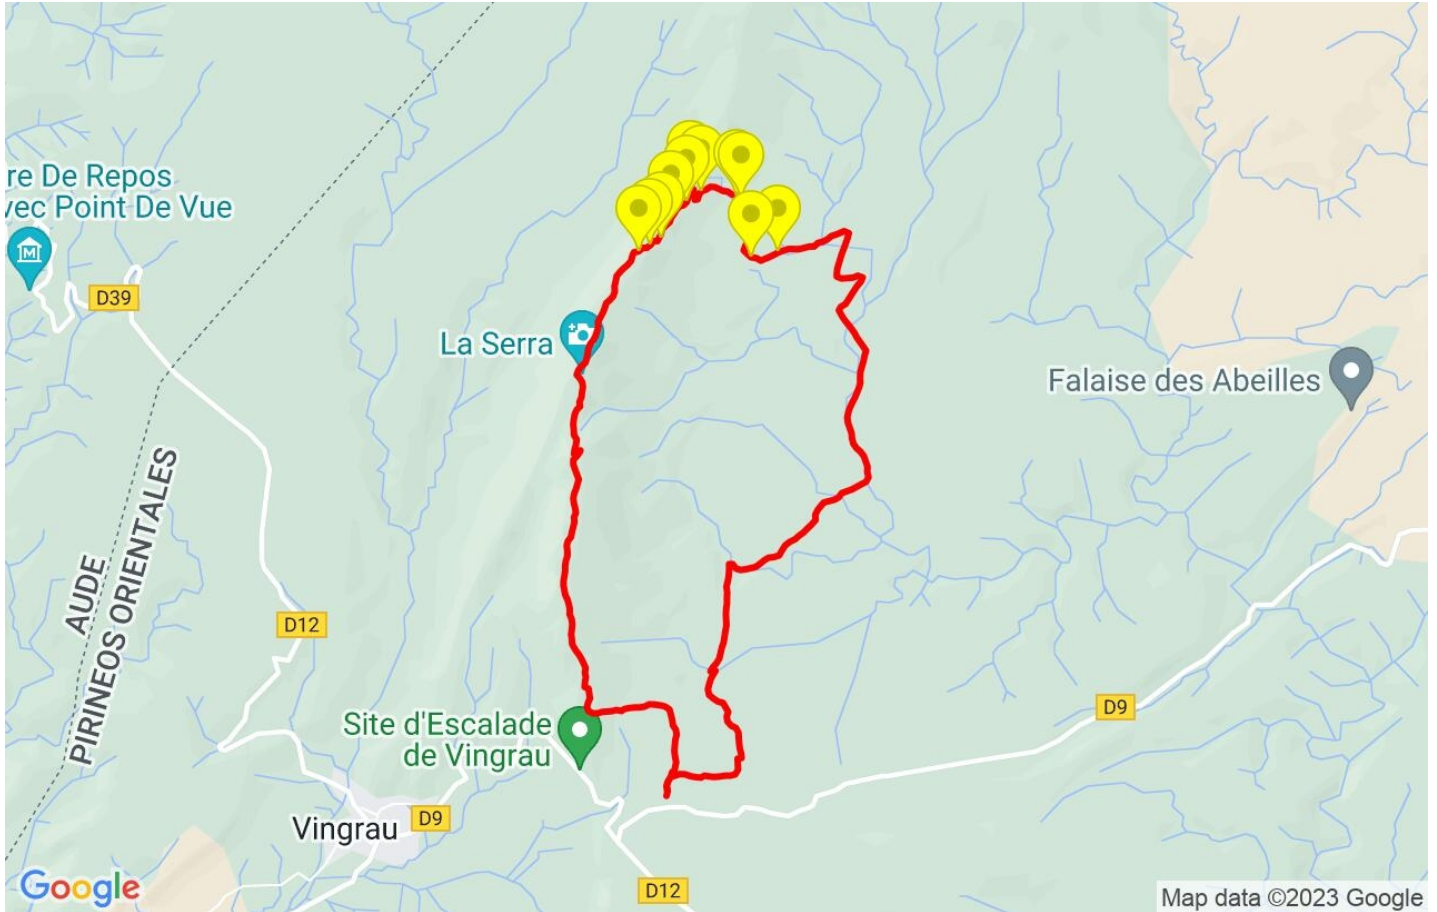 re De Repos
vec Point De Vue
M
D39
La Serra
Falaise des Abeilles
AUDE
PIRINEOS ORIENTALES
D12
D9
Site d'Escalade
de Vingrau
Vingrau
D9
D12
Google
Map data ©2023 Google